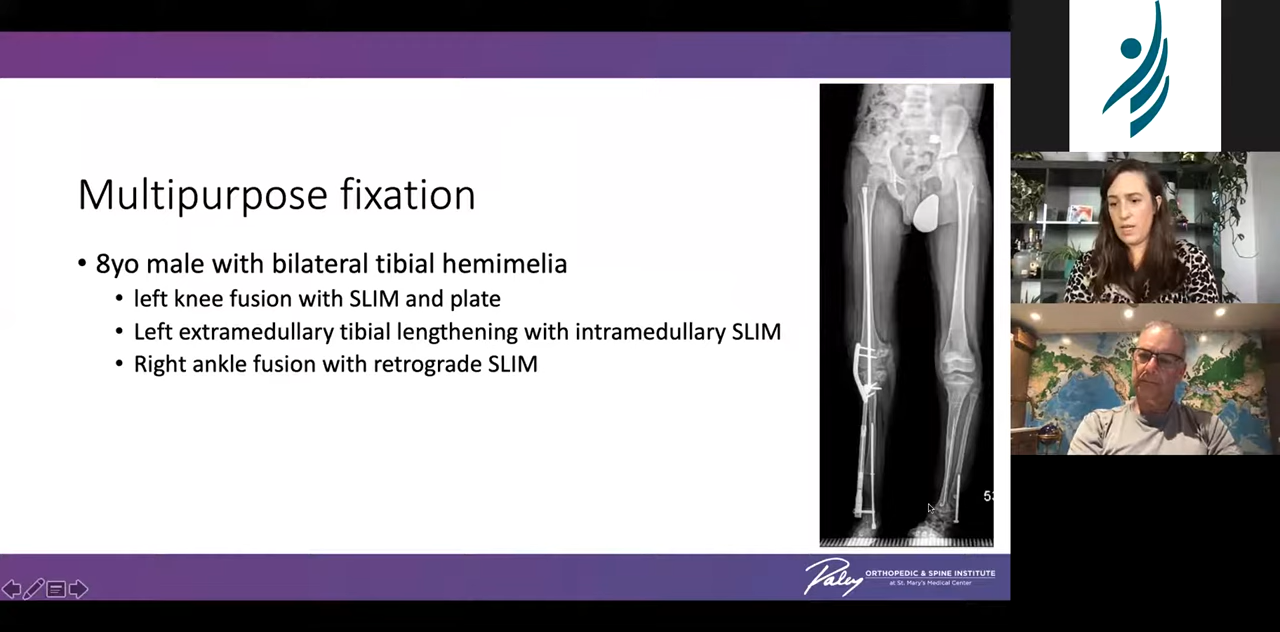 Multipurpose fixation
• 8yo male with bilateral tibial hemimelia
• left knee fusion with SLIM and plate
• Left extramedullary tibial lengthening with intramedullary SLIM
• Right ankle fusion with retrograde SLIM
Paley ORTHOPEDIC & SPINE INSTITUTE
at St. Mary's Medical Center